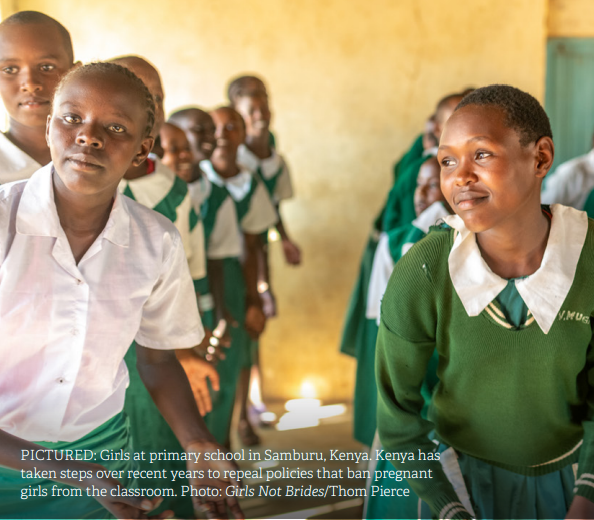 V.MUG
PICTURED: Girls at primary school in Samburu, Kenya. Kenya has
taken steps over recent years to repeal policies that ban pregnant
girls from the classroom. Photo: Girls Not Brides/Thom Pierce